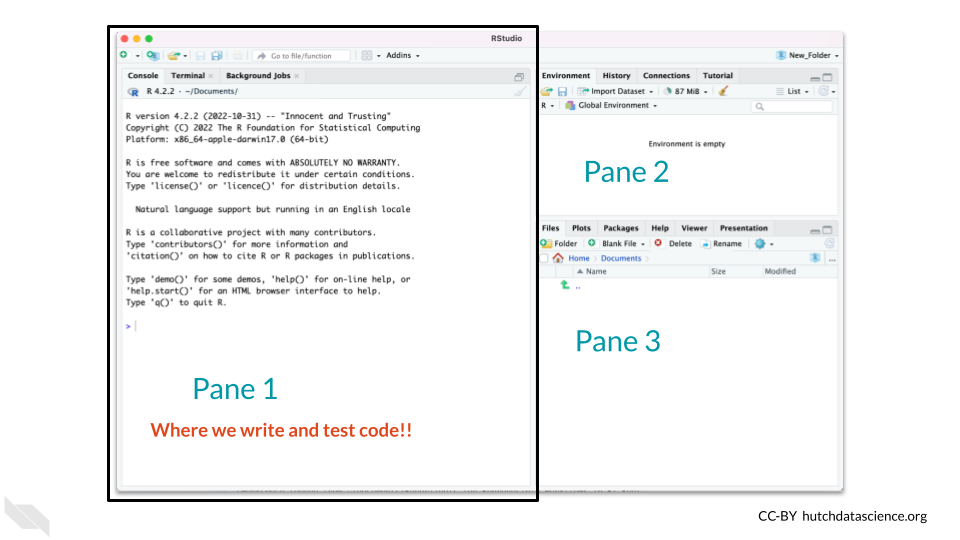 RStudio
Go to file/function
Addins
New_Folder
Console Terminal Background Jobs
R 4.2.2 · ~/Documents/
R version 4.2.2 (2022-10-31) -- "Innocent and Trusting"
Copyright (C) 2022 The R Foundation for Statistical Computing
Platform: x86_64-apple-darwin17.0 (64-bit)
R is free software and comes with ABSOLUTELY NO WARRANTY.
You are welcome to redistribute it under certain conditions.
Type 'license()' or 'licence()' for distribution details.
Natural language support but running in an English locale
R is a collaborative project with many contributors.
Type 'contributors()' for more information and
'citation()' on how to cite R or R packages in publications.
Type 'demo()' for some demos, 'help()' for on-line help, or
'help.start()' for an HTML browser interface to help.
Type 'q()' to quit R.
>
Pane 1
Where we write and test code!!
Environment History Connections Tutorial
Import Dataset 87 MiB List
R Global Environment
Environment is empty
Pane 2
Files Plots Packages Help Viewer Presentation
Folder Blank File Delete Rename
Home Documents
Name Size Modified
..
Pane 3
CC-BY hutchdatascience.org